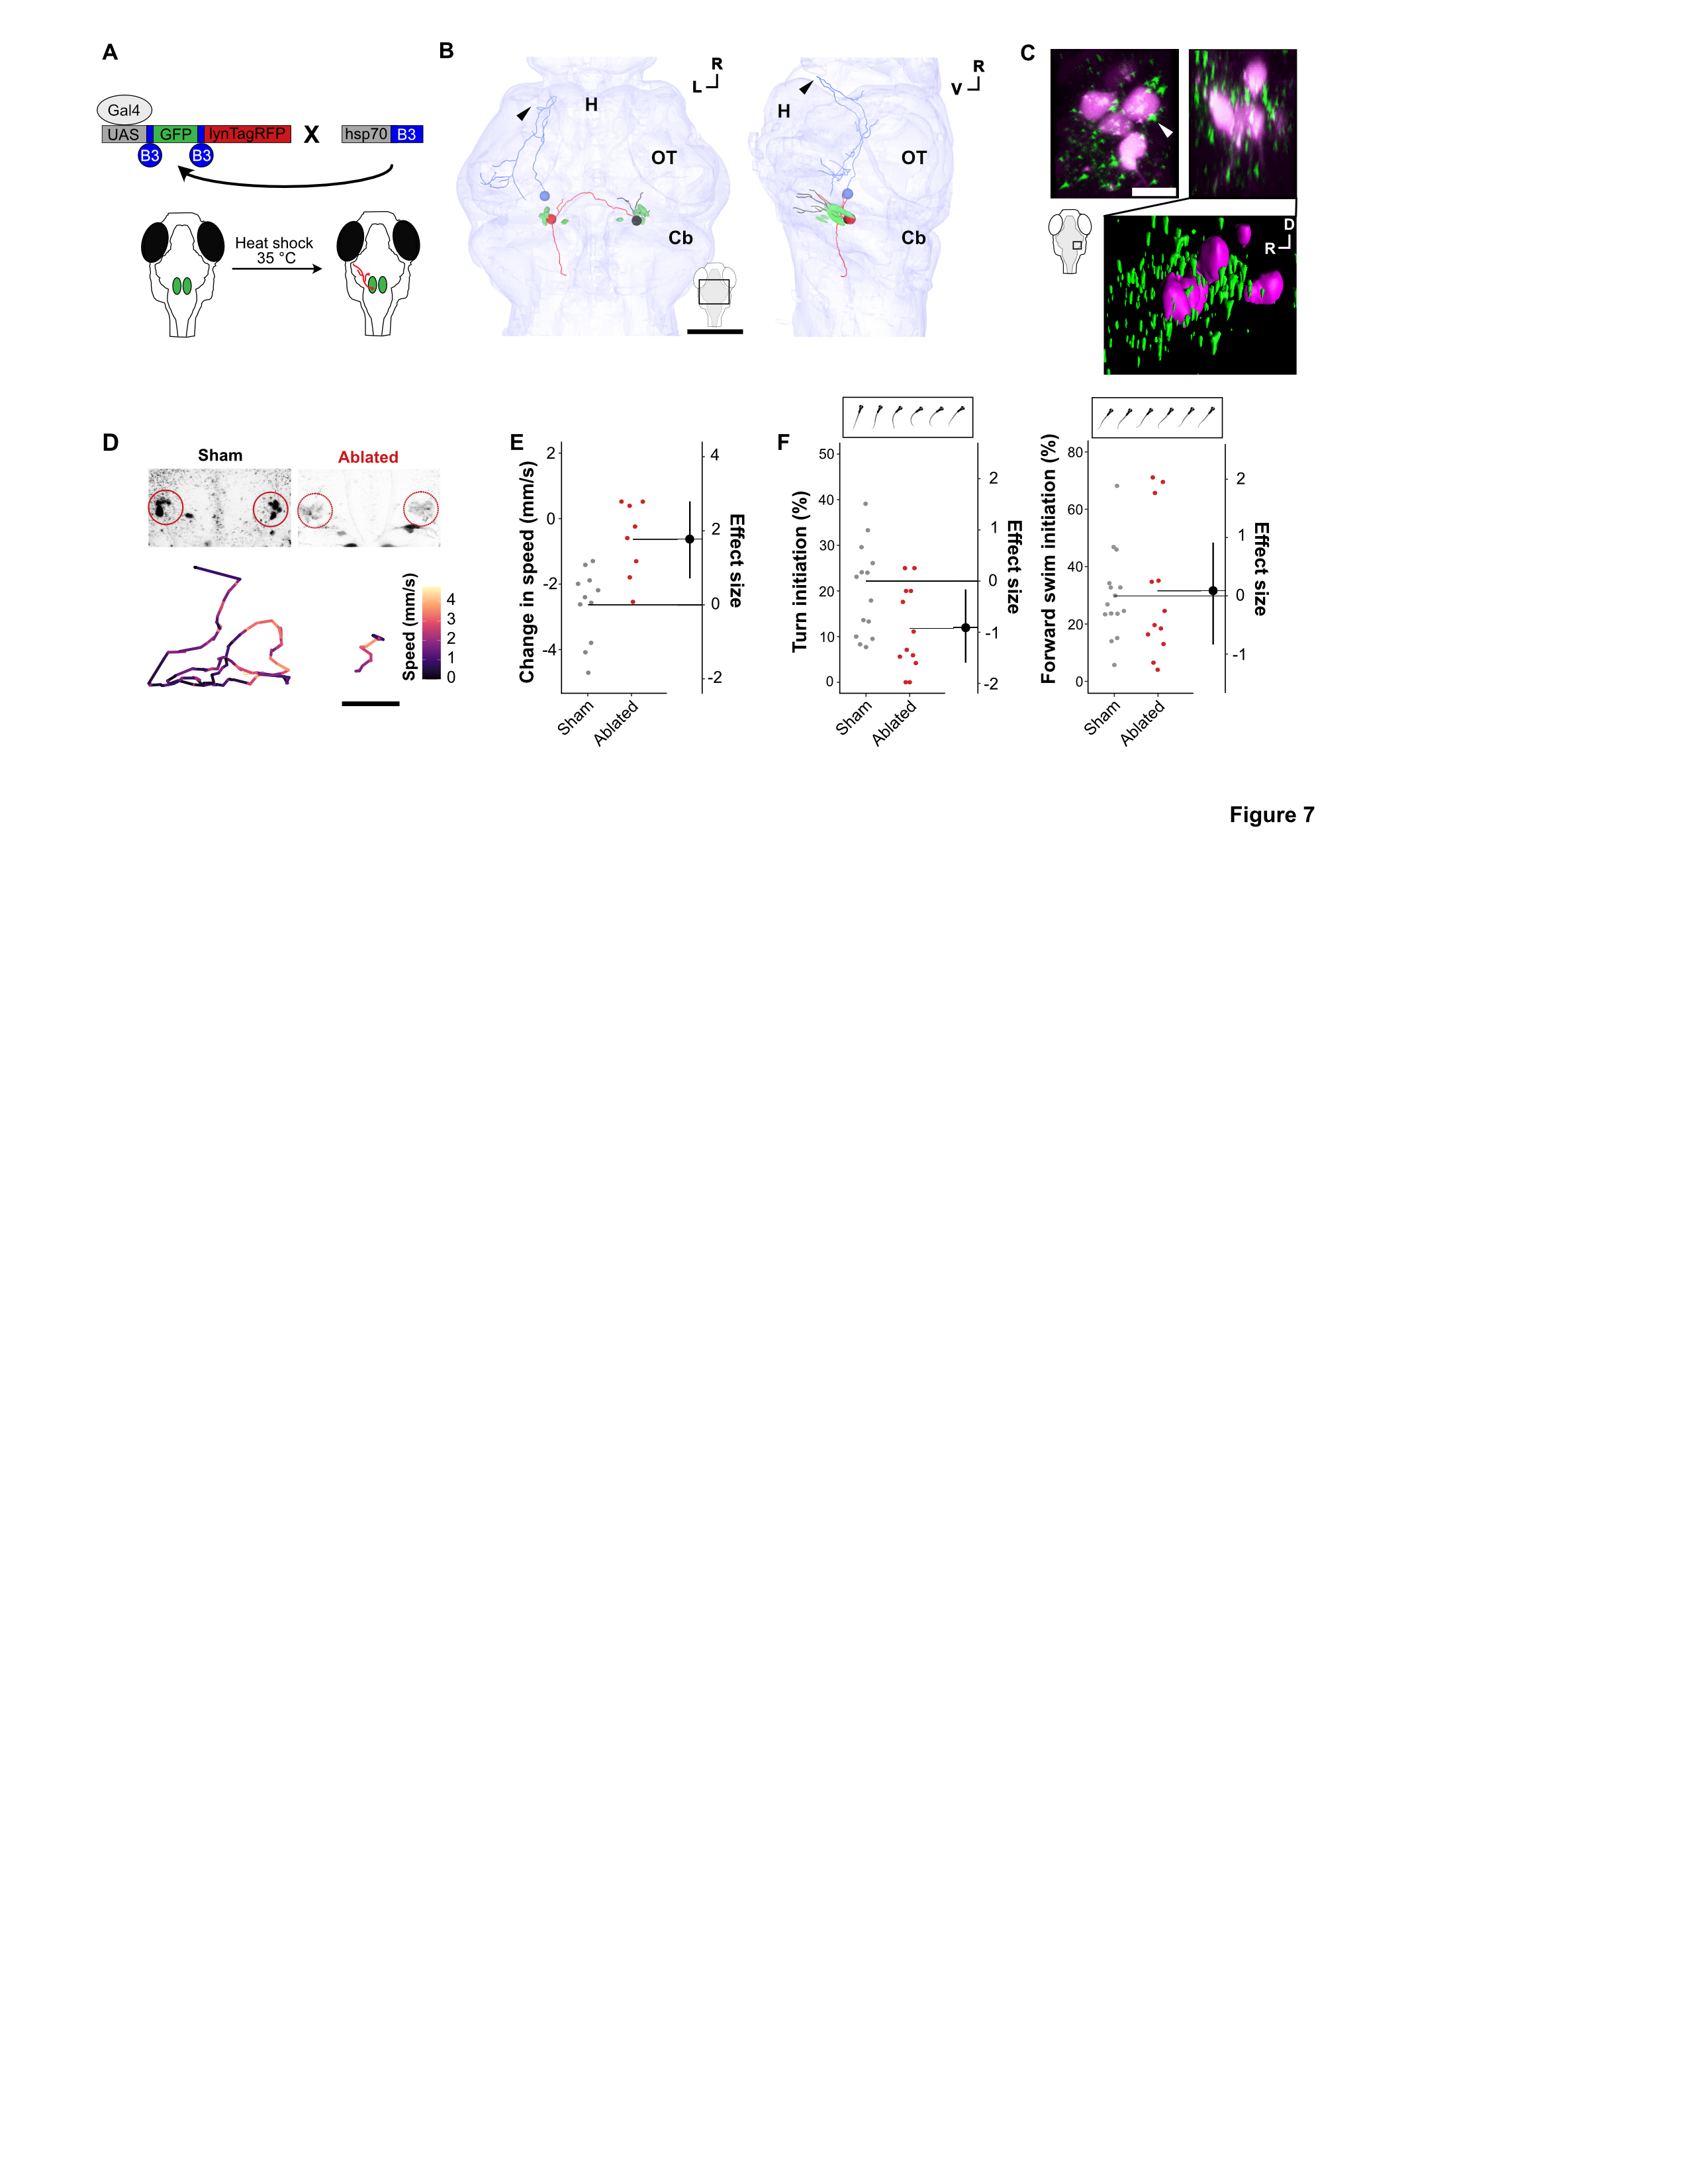 A
Gal4
UAS
GFP
lynTagRFP
X
hsp70
B3
B3
B3
Heat shock
35 °C
B
H
R
L
OT
Cb
R
V
H
OT
Cb
C
D
R
D
Sham
Ablated
Speed (mm/s)
4
3
2
1
0
E
Change in speed (mm/s)
2
0
-2
-4
Sham
Ablated
4
2
0
-2
Effect size
F
Turn initiation (%)
50
40
30
20
10
0
Sham
Ablated
2
1
0
-1
-2
Effect size
Forward swim initiation (%)
80
60
40
20
0
Sham
Ablated
2
1
0
-1
Effect size
Figure 7